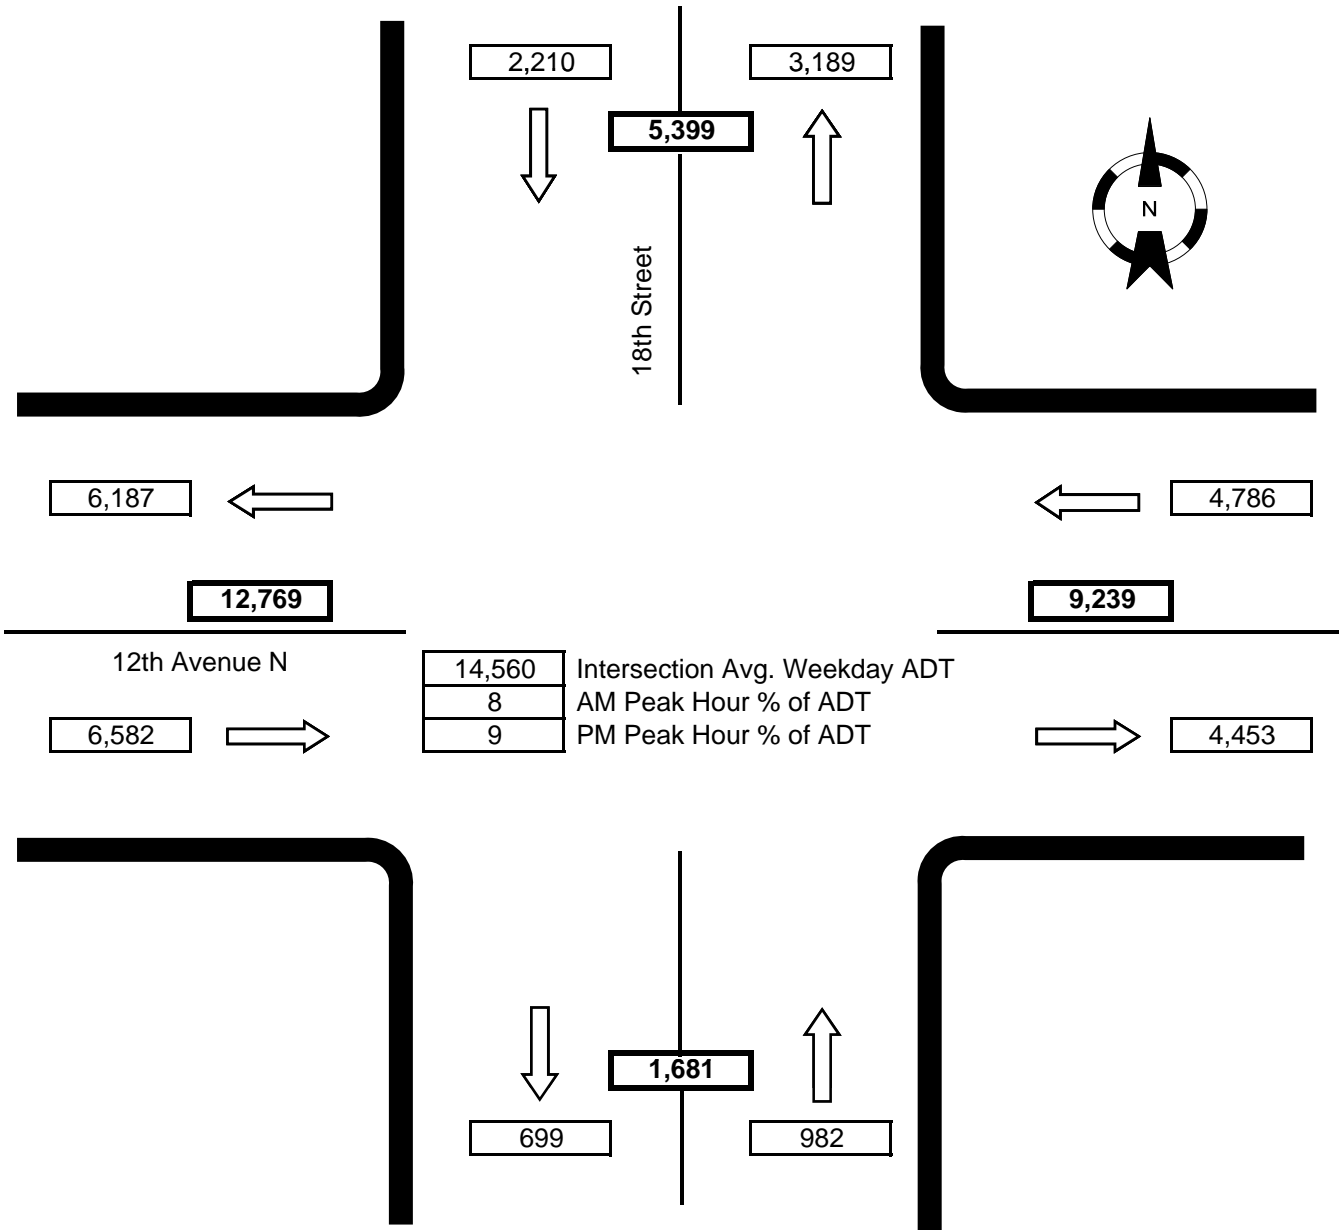 2,210
3,189
5,399
N
18th Street
6,187
4,786
12,769
9,239
12th Avenue N
14,560 Intersection Avg. Weekday ADT
8 AM Peak Hour % of ADT
6,582
9 PM Peak Hour % of ADT
4,453
1,681
699
982